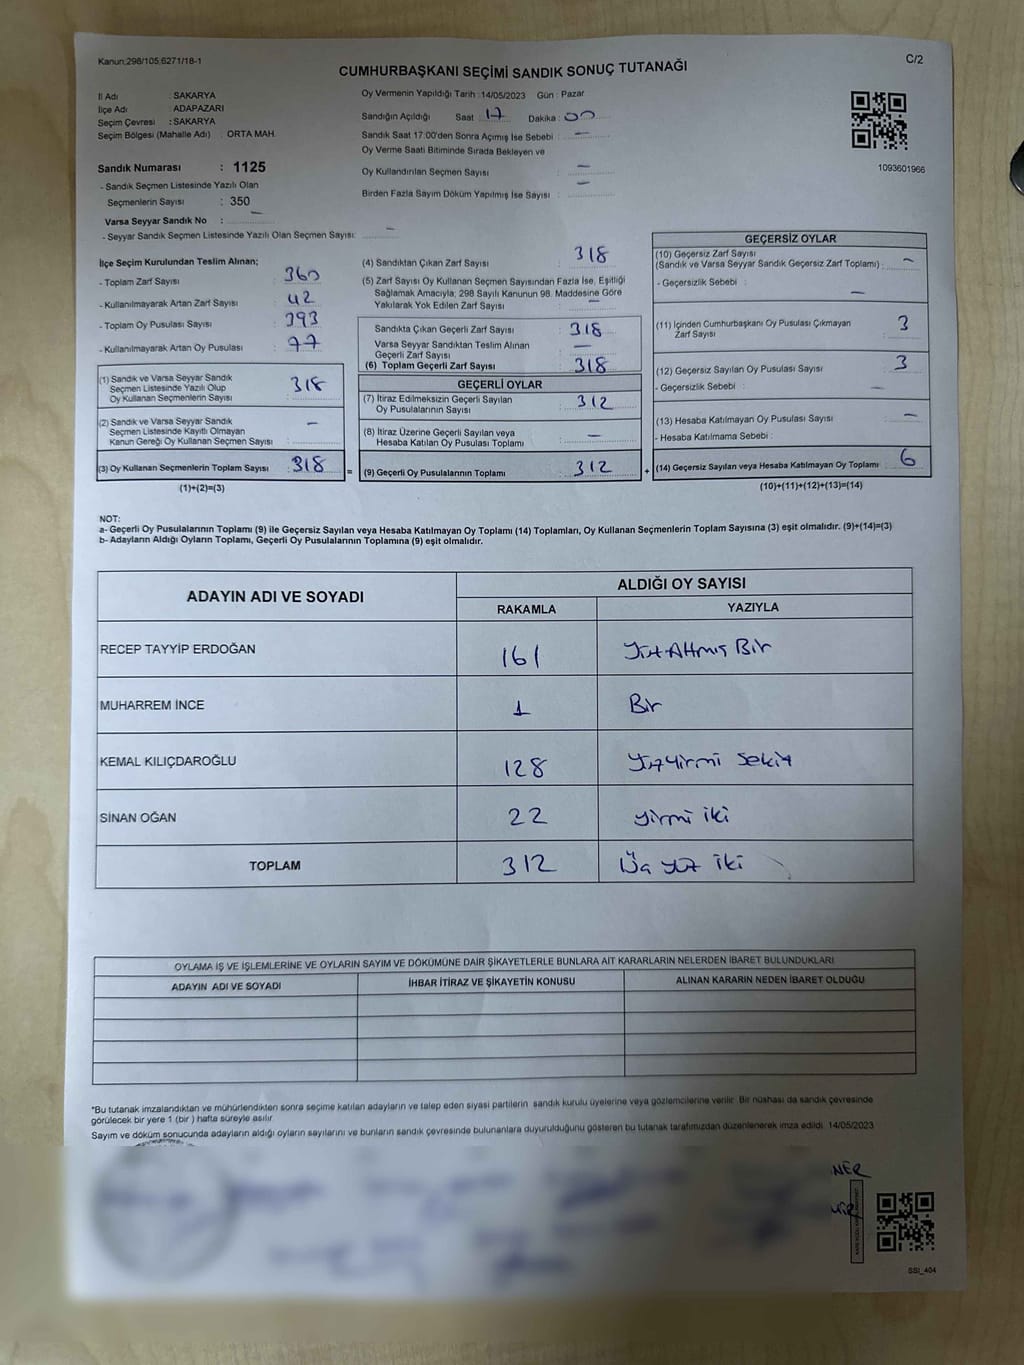 Kanun:298/105;6271/18-1
C/2
CUMHURBAŞKANI SEÇİMİ SANDIK SONUÇ TUTANAĞI
İl Adı : SAKARYA
İlçe Adı : ADAPAZARI
Seçim Çevresi : SAKARYA
Seçim Bölgesi (Mahalle Adı) : ORTA MAH.
Sandık Numarası : 1125
- Sandık Seçmen Listesinde Yazılı Olan
Seçmenlerin Sayısı : 350
Varsa Seyyar Sandık No : –
- Seyyar Sandık Seçmen Listesinde Yazılı Olan Seçmen Sayısı: –
Oy Vermenin Yapıldığı Tarih :14/05/2023 Gün : Pazar
Sandığın Açıldığı Saat : 17 Dakika : 00
Sandık Saat 17:00'den Sonra Açımış İse Sebebi : –
Oy Verme Saati Bitiminde Sırada Bekleyen ve
Oy Kullandırılan Seçmen Sayısı : –
Birden Fazla Sayım Döküm Yapılmış İse Sayısı : –
1093601966
İlçe Seçim Kurulundan Teslim Alınan;
- Toplam Zarf Sayısı : 360
- Kullanılmayarak Artan Zarf Sayısı : 42
- Toplam Oy Pusulası Sayısı : 393
- Kullanılmayarak Artan Oy Pusulası : 77
(1) Sandık ve Varsa Seyyar Sandık
Seçmen Listesinde Yazılı Olup
Oy Kullanan Seçmenlerin Sayısı : 318
(2) Sandık ve Varsa Seyyar Sandık
Seçmen Listesinde Kayıtlı Olmayan
Kanun Gereği Oy Kullanan Seçmen Sayısı : –
(3) Oy Kullanan Seçmenlerin Toplam Sayısı : 318
(1)+(2)=(3)
=
(4) Sandıktan Çıkan Zarf Sayısı : 318
(5) Zarf Sayısı Oy Kullanan Seçmen Sayısından Fazla İse, Eşitliği
Sağlamak Amacıyla; 298 Sayılı Kanunun 98. Maddesine Göre
Yakılarak Yok Edilen Zarf Sayısı : –
Sandıkta Çıkan Geçerli Zarf Sayısı : 318
Varsa Seyyar Sandıktan Teslim Alınan
Geçerli Zarf Sayısı : –
(6) Toplam Geçerli Zarf Sayısı : 318
GEÇERLİ OYLAR
(7) İtiraz Edilmeksizin Geçerli Sayılan
Oy Pusulalarının Sayısı : 312
(8) İtiraz Üzerine Geçerli Sayılan veya
Hesaba Katılan Oy Pusulası Toplamı : –
(9) Geçerli Oy Pusulalarının Toplamı : 312
+
GEÇERSİZ OYLAR
(10) Geçersiz Zarf Sayısı
(Sandık ve Varsa Seyyar Sandık Geçersiz Zarf Toplamı) : –
- Geçersizlik Sebebi : –
(11) İçinden Cumhurbaşkanı Oy Pusulası Çıkmayan
Zarf Sayısı : 3
(12) Geçersiz Sayılan Oy Pusulası Sayısı : 3
- Geçersizlik Sebebi : –
(13) Hesaba Katılmayan Oy Pusulası Sayısı : –
- Hesaba Katılmama Sebebi :
(14) Geçersiz Sayılan veya Hesaba Katılmayan Oy Toplamı : 6
(10)+(11)+(12)+(13)=(14)
NOT:
a- Geçerli Oy Pusulalarının Toplamı (9) ile Geçersiz Sayılan veya Hesaba Katılmayan Oy Toplamı (14) Toplamları, Oy Kullanan Seçmenlerin Toplam Sayısına (3) eşit olmalıdır. (9)+(14)=(3)
b- Adayların Aldığı Oyların Toplamı, Geçerli Oy Pusulalarının Toplamına (9) eşit olmalıdır.
ADAYIN ADI VE SOYADI
ALDIĞI OY SAYISI
RAKAMLA YAZIYLA
RECEP TAYYİP ERDOĞAN 161 YüzAltmış Bir
MUHARREM İNCE 1 Bir
KEMAL KILIÇDAROĞLU 128 Yüzyirmi Sekiz
SİNAN OĞAN 22 yirmi iki
TOPLAM 312 Üç yüz iki
OYLAMA İŞ VE İŞLEMLERİNE VE OYLARIN SAYIM VE DÖKÜMÜNE DAİR ŞİKAYETLERLE BUNLARA AİT KARARLARIN NELERDEN İBARET BULUNDUKLARI
ADAYIN ADI VE SOYADI İHBAR İTİRAZ VE ŞİKAYETİN KONUSU ALINAN KARARIN NEDEN İBARET OLDUĞU
*Bu tutanak imzalandıktan ve mühürlendikten sonra seçime katılan adayların ve talep eden siyasi partilerin sandık kurulu üyelerine veya gözlemcilerine verilir. Bir nüshası da sandık çevresinde
görülecek bir yere 1 (bir ) hafta süreyle asılır.
Sayım ve döküm sonucunda adayların aldığı oyların sayılarını ve bunların sandık çevresinde bulunanlara duyurulduğunu gösteren bu tutanak tarafımızdan düzenlenerek imza edildi. 14/05/2023
NER
SSI_404